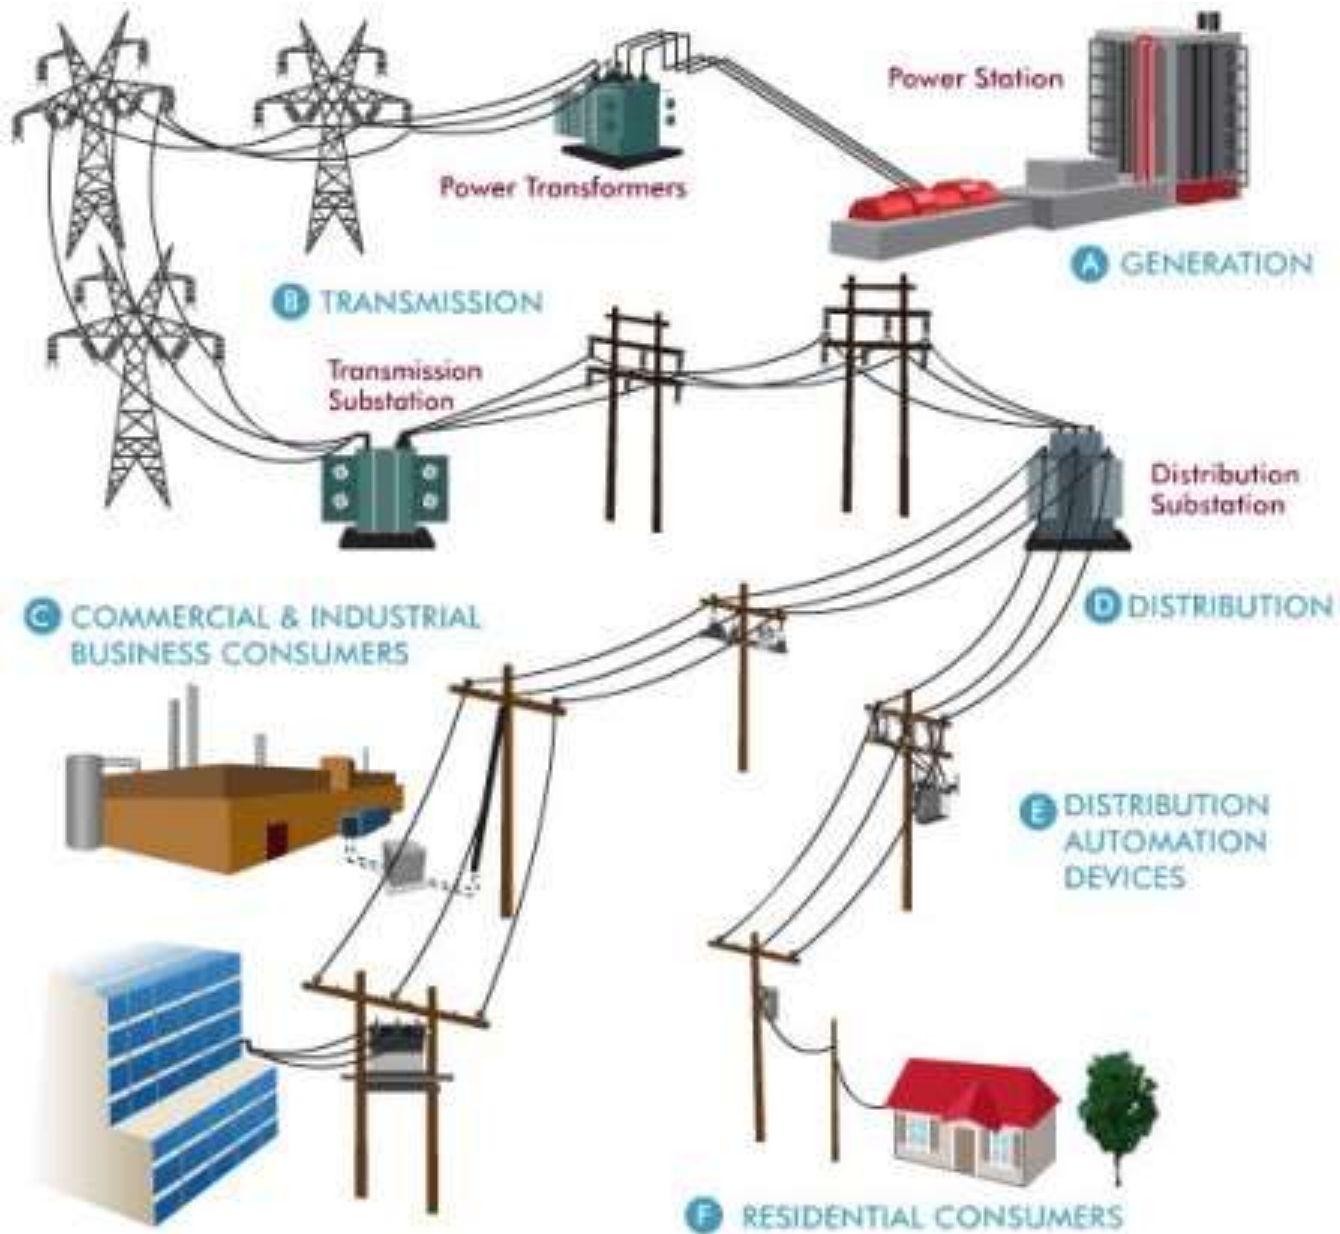 Power Station
Power Transformers
A GENERATION
B TRANSMISSION
Transmission
Substation
Distribution
Substation
C COMMERCIAL & INDUSTRIAL
BUSINESS CONSUMERS
D DISTRIBUTION
E DISTRIBUTION
AUTOMATION
DEVICES
F RESIDENTIAL CONSUMERS